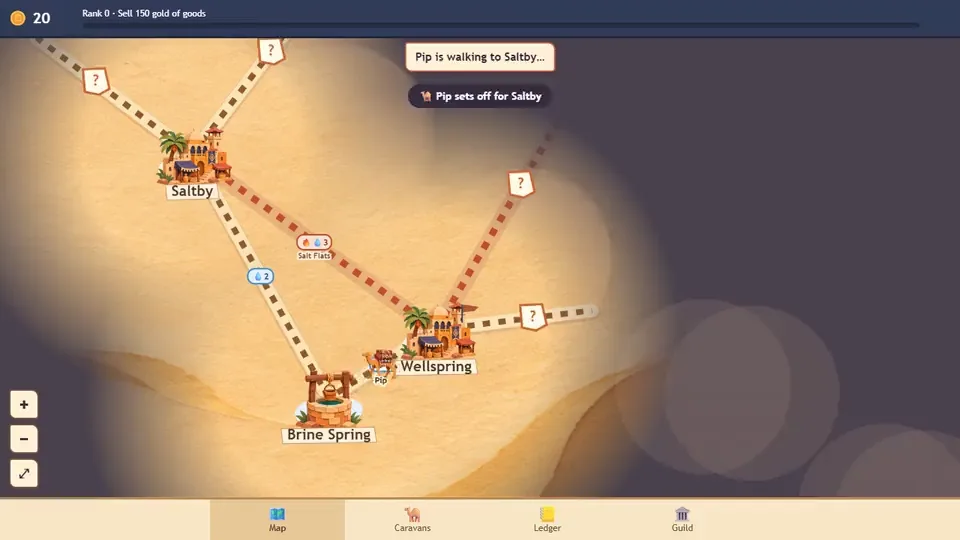 20
Rank 0 - Sell 150 gold of goods
Pip is walking to Saltby...
Pip sets off for Saltby
?
?
Saltby
?
3
Salt Flats
2
?
Wellspring
Pip
Brine Spring
+
−
Map
Caravans
Ledger
Guild